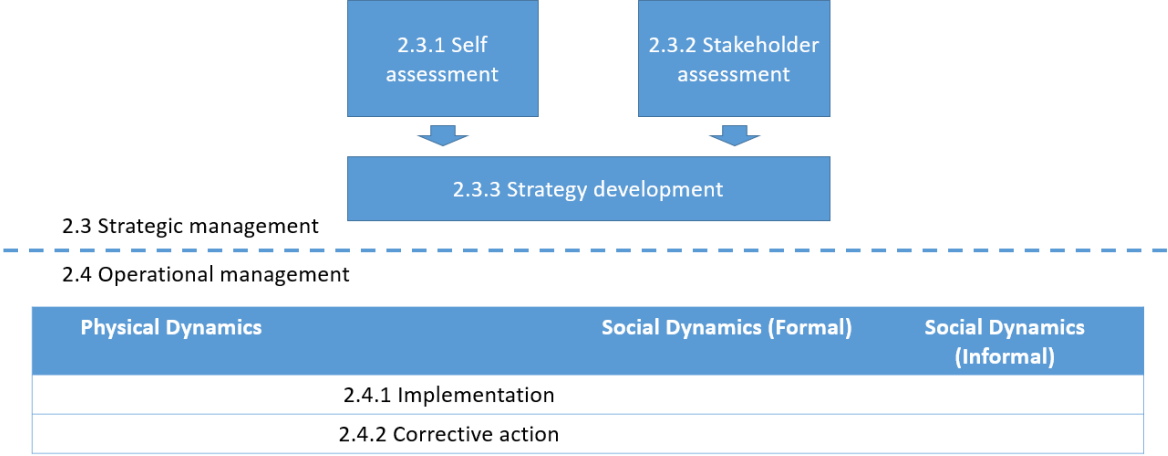 2.3.1 Self
assessment
2.3.2 Stakeholder
assessment
2.3.3 Strategy development
2.3 Strategic management
2.4 Operational management
Physical Dynamics
Social Dynamics (Formal)
Social Dynamics
(Informal)
2.4.1 Implementation
2.4.2 Corrective action